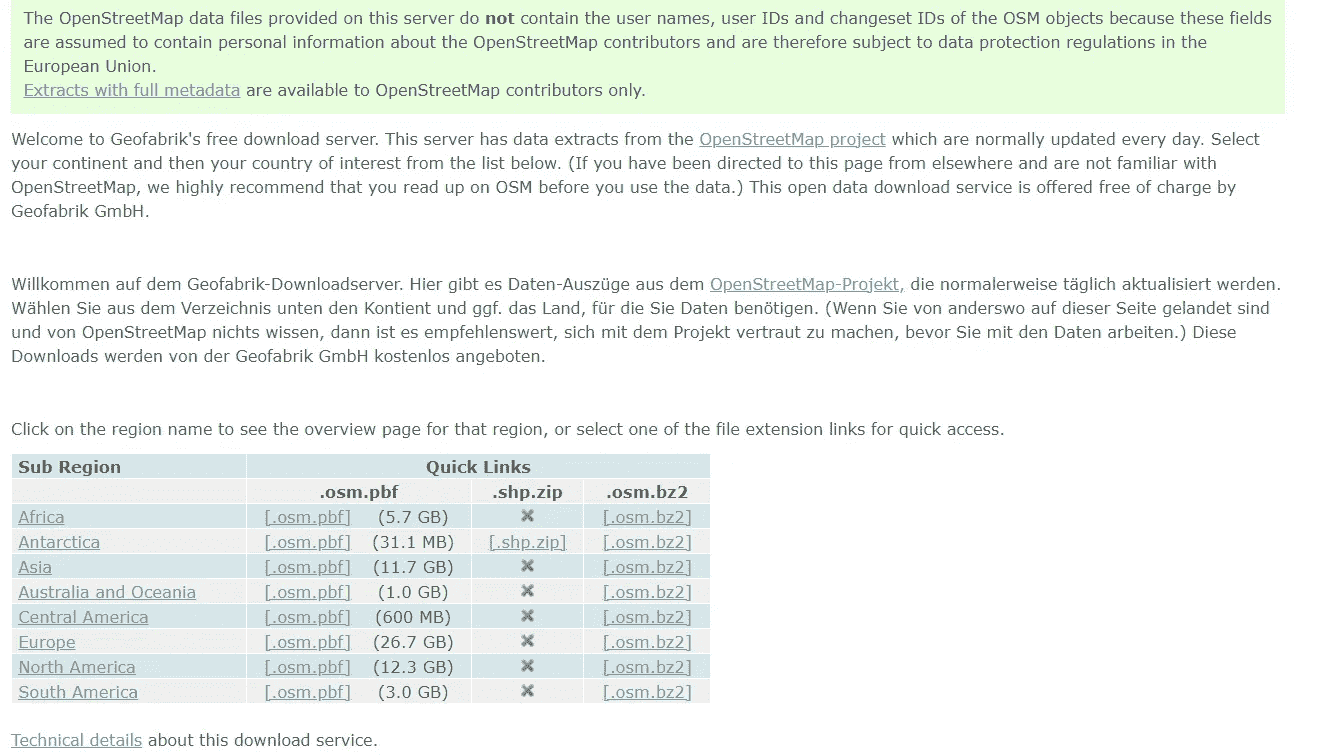 The OpenStreetMap data files provided on this server do not contain the user names, user IDs and changeset IDs of the OSM objects because these fields
are assumed to contain personal information about the OpenStreetMap contributors and are therefore subject to data protection regulations in the
European Union.
Extracts with full metadata are available to OpenStreetMap contributors only.
Welcome to Geofabrik's free download server. This server has data extracts from the OpenStreetMap project which are normally updated every day. Select
your continent and then your country of interest from the list below. (If you have been directed to this page from elsewhere and are not familiar with
OpenStreetMap, we highly recommend that you read up on OSM before you use the data.) This open data download service is offered free of charge by
Geofabrik GmbH.
Willkommen auf dem Geofabrik-Downloadserver. Hier gibt es Daten-Auszüge aus dem OpenStreetMap-Projekt, die normalerweise täglich aktualisiert werden.
Wählen Sie aus dem Verzeichnis unten den Kontient und ggf. das Land, für die Sie Daten benötigen. (Wenn Sie von anderswo auf dieser Seite gelandet sind
und von OpenStreetMap nichts wissen, dann ist es empfehlenswert, sich mit dem Projekt vertraut zu machen, bevor Sie mit den Daten arbeiten.) Diese
Downloads werden von der Geofabrik GmbH kostenlos angeboten.
Click on the region name to see the overview page for that region, or select one of the file extension links for quick access.
Sub Region Quick Links
.osm.pbf .shp.zip .osm.bz2
Africa [.osm.pbf] (5.7 GB) ✖ [.osm.bz2]
Antarctica [.osm.pbf] (31.1 MB) [.shp.zip] [.osm.bz2]
Asia [.osm.pbf] (11.7 GB) ✖ [.osm.bz2]
Australia and Oceania [.osm.pbf] (1.0 GB) ✖ [.osm.bz2]
Central America [.osm.pbf] (600 MB) ✖ [.osm.bz2]
Europe [.osm.pbf] (26.7 GB) ✖ [.osm.bz2]
North America [.osm.pbf] (12.3 GB) ✖ [.osm.bz2]
South America [.osm.pbf] (3.0 GB) ✖ [.osm.bz2]
Technical details about this download service.